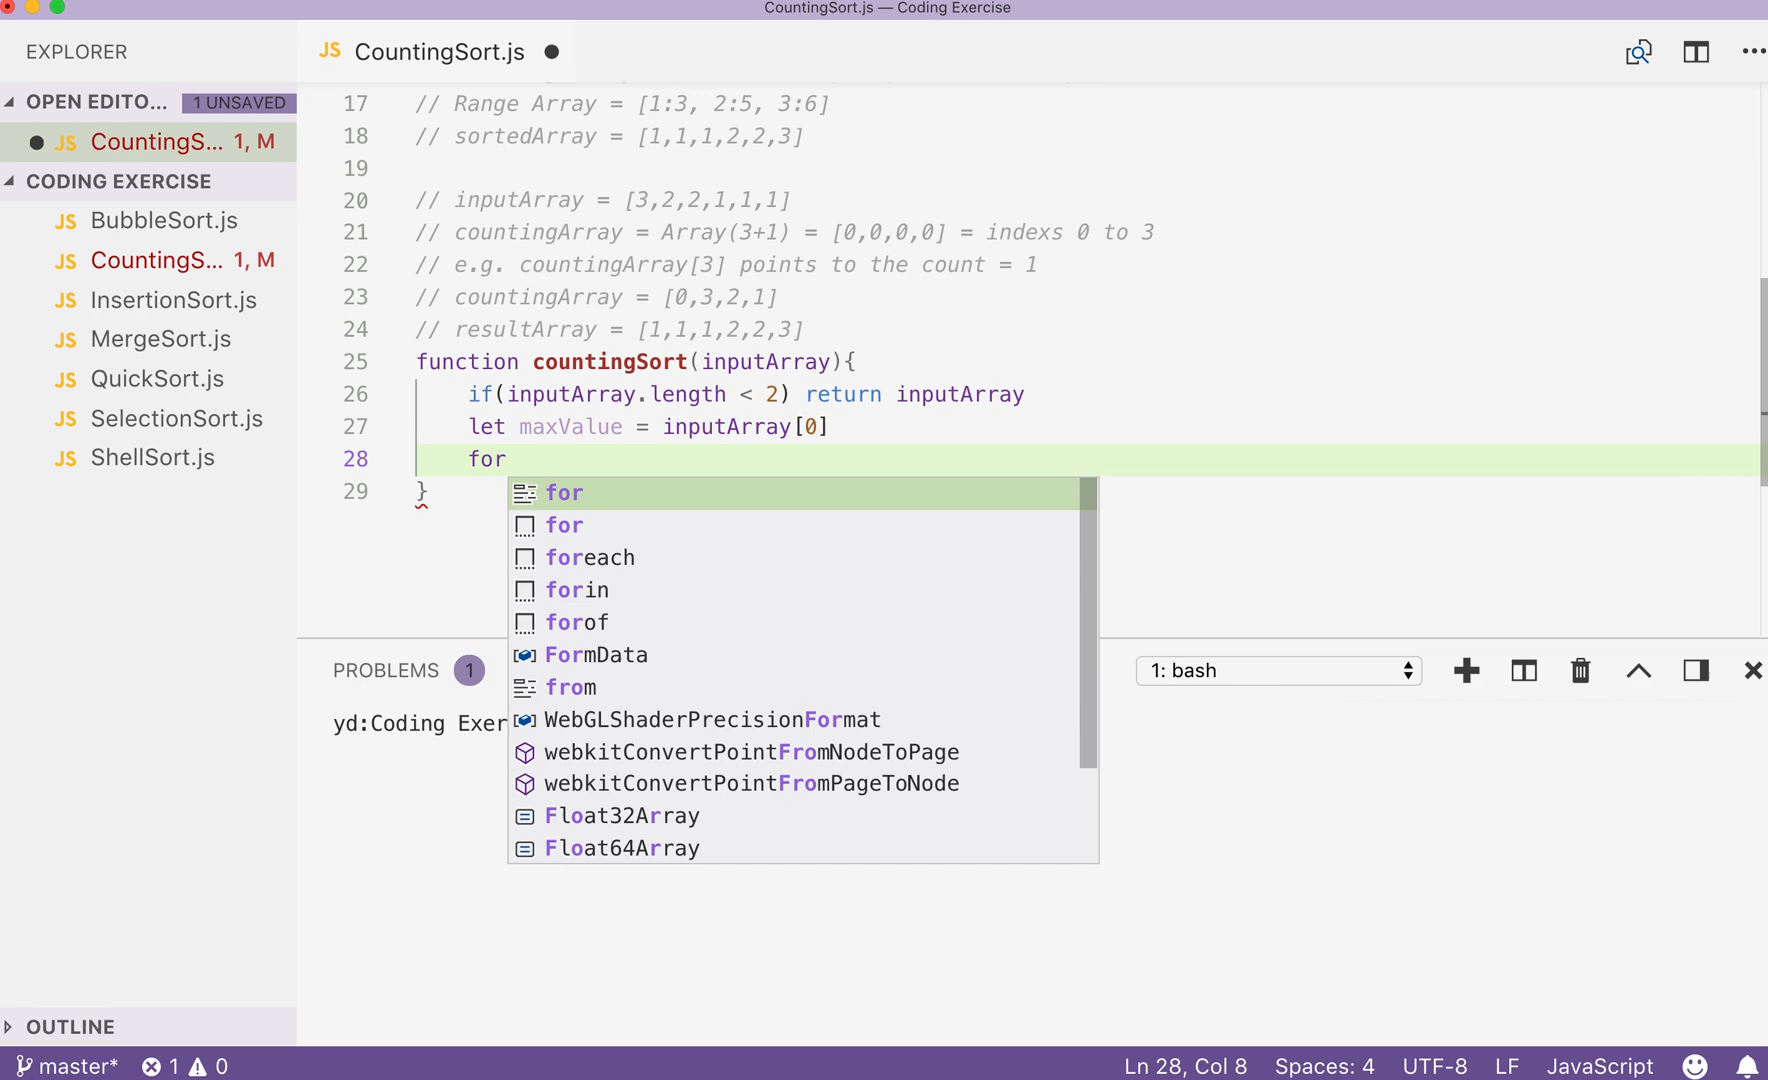 CountingSort.js — Coding Exercise
EXPLORER
JS CountingSort.js
OPEN EDITO... 1 UNSAVED
JS CountingS... 1, M
CODING EXERCISE
JS BubbleSort.js
JS CountingS... 1, M
JS InsertionSort.js
JS MergeSort.js
JS QuickSort.js
JS SelectionSort.js
JS ShellSort.js
OUTLINE
17 // Range Array = [1:3, 2:5, 3:6]
18 // sortedArray = [1,1,1,2,2,3]
19
20 // inputArray = [3,2,2,1,1,1]
21 // countingArray = Array(3+1) = [0,0,0,0] = indexs 0 to 3
22 // e.g. countingArray[3] points to the count = 1
23 // countingArray = [0,3,2,1]
24 // resultArray = [1,1,1,2,2,3]
25 function countingSort(inputArray){
26 if(inputArray.length < 2) return inputArray
27 let maxValue = inputArray[0]
28 for
29 }
for
for
foreach
forin
forof
FormData
from
WebGLShaderPrecisionFormat
webkitConvertPointFromNodeToPage
webkitConvertPointFromPageToNode
Float32Array
Float64Array
PROBLEMS 1
1: bash
yd:Coding Exer
master* 1 0
Ln 28, Col 8 Spaces: 4 UTF-8 LF JavaScript